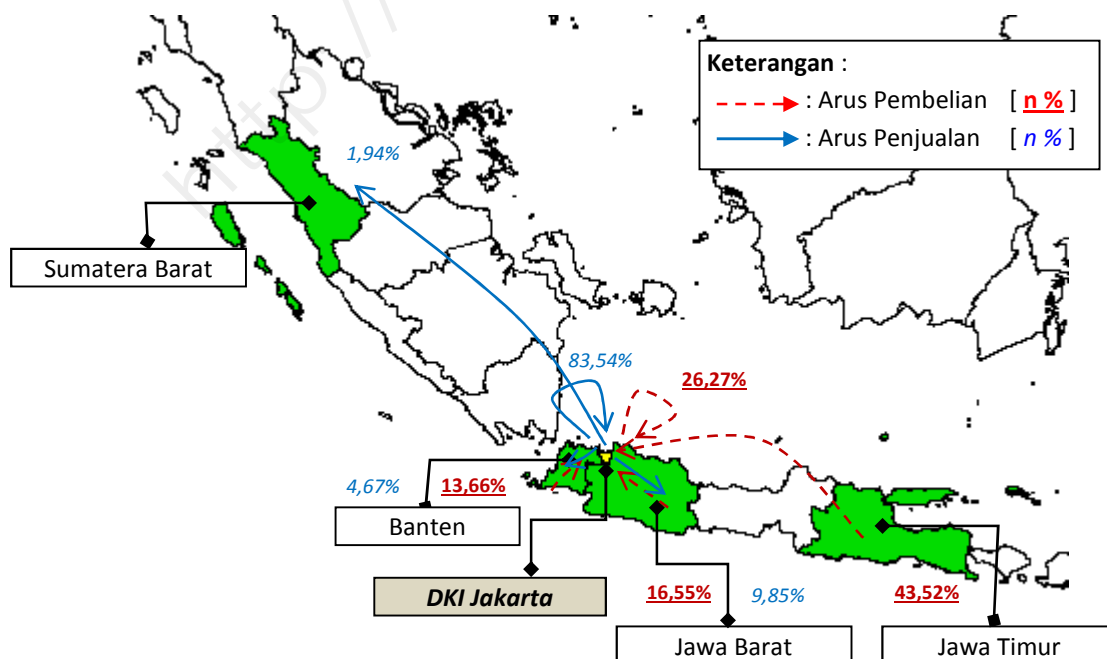 http://
Keterangan :
: Arus Pembelian [ n % ]
: Arus Penjualan [ n % ]
1,94%
Sumatera Barat
83,54%
26,27%
4,67%
13,66%
Banten
DKI Jakarta
16,55%
9,85%
43,52%
Jawa Barat
Jawa Timur